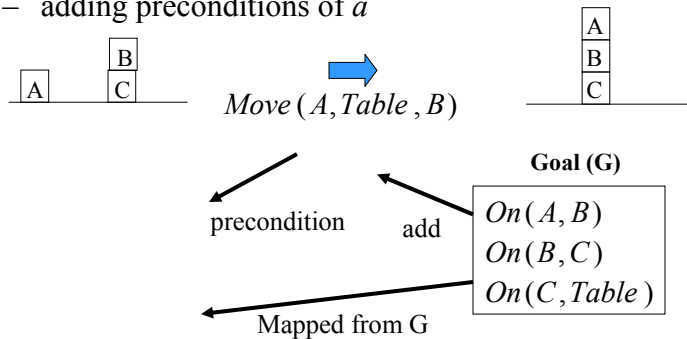 – adding preconditions of a
A
B
C
Move (A, Table , B)
A
B
C
Goal (G)
precondition
add
On(A, B)
On(B, C)
On(C, Table )
Mapped from G